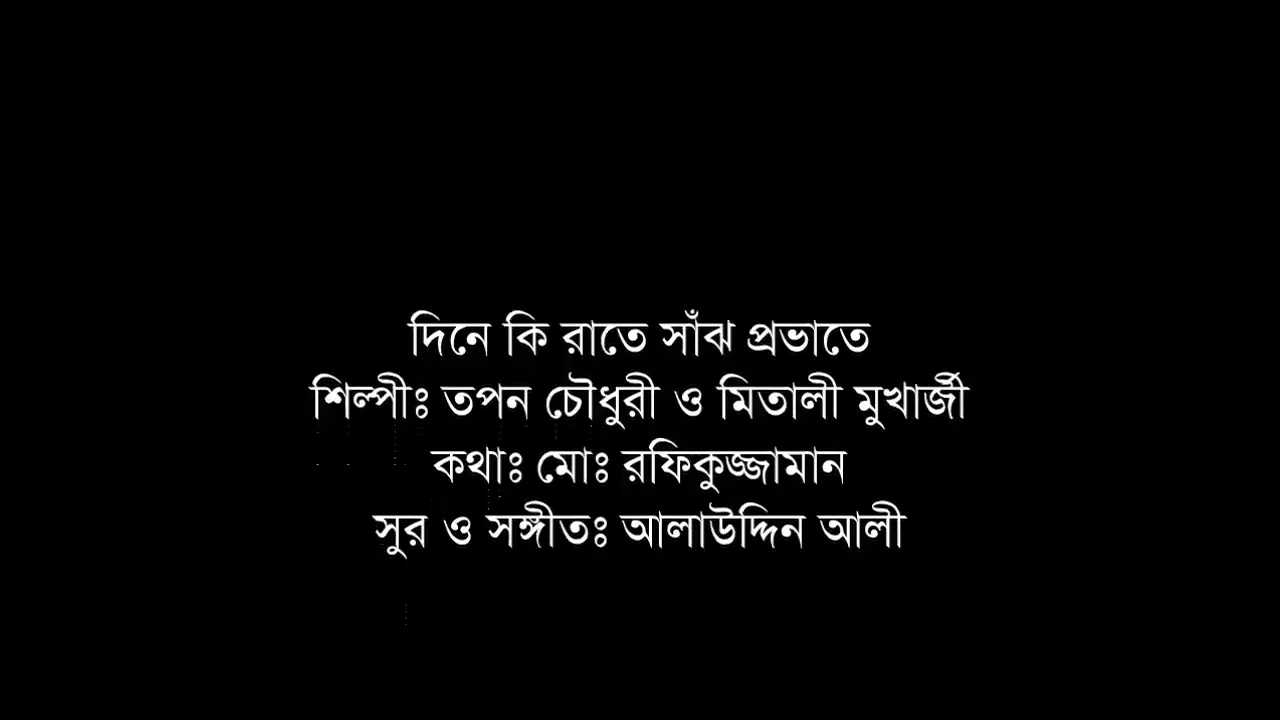 দিনে কি রাতে সাঁঝ প্রভাতে
শিল্পীঃ তপন চৌধুরী ও মিতালী মুখার্জী
কথাঃ মোঃ রফিকুজ্জামান
সুর ও সঙ্গীতঃ আলাউদ্দিন আলী